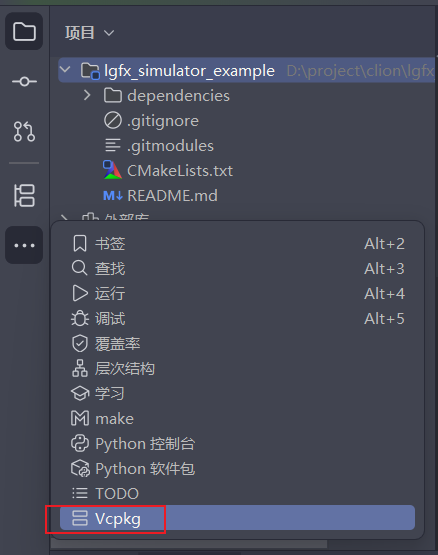 项目
lgfx_simulator_example D:\project\clion\lgfx
dependencies
.gitignore
.gitmodules
CMakeLists.txt
README.md
外部库
书签 Alt+2
查找 Alt+3
运行 Alt+4
调试 Alt+5
覆盖率
层次结构
学习
make
Python 控制台
Python 软件包
TODO
Vcpkg